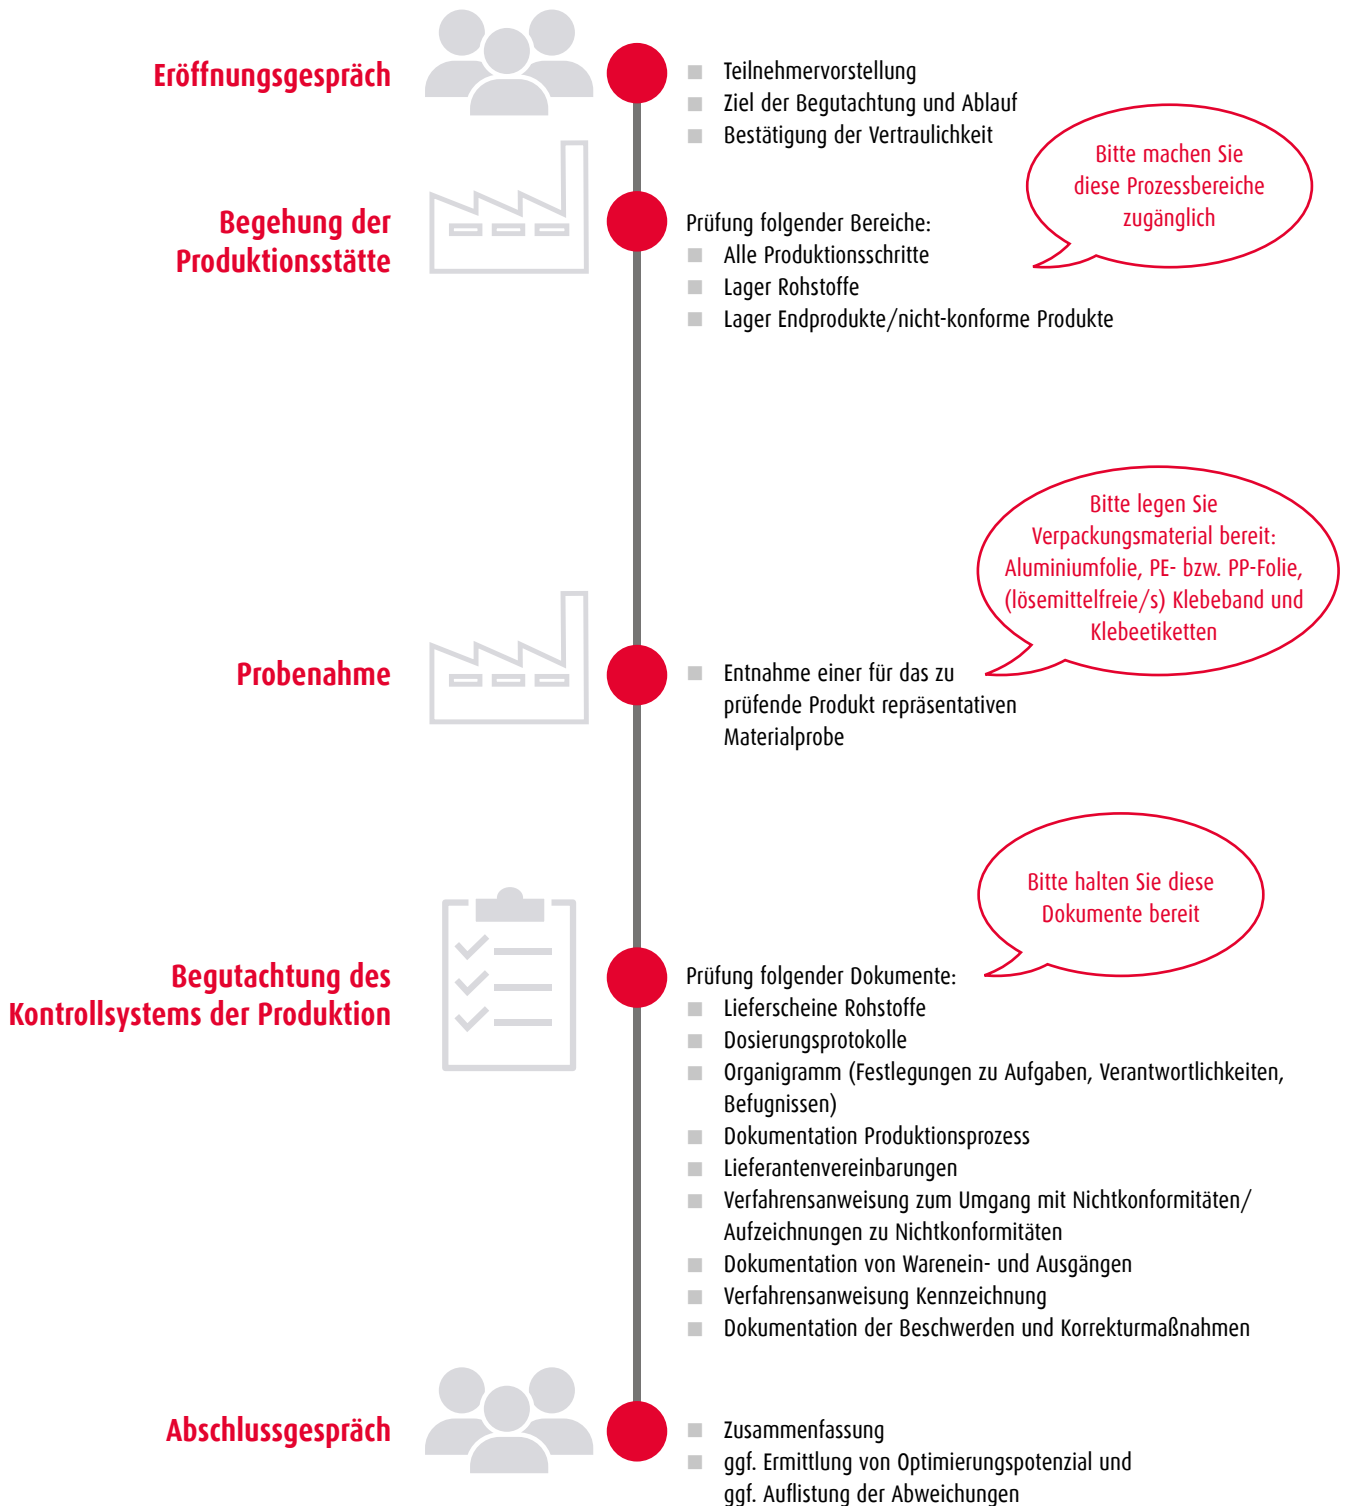 Eröffnungsgespräch
Teilnehmervorstellung
Ziel der Begutachtung und Ablauf
Bestätigung der Vertraulichkeit
Bitte machen Sie
diese Prozessbereiche
zugänglich
Begehung der
Produktionsstätte
Prüfung folgender Bereiche:
Alle Produktionsschritte
Lager Rohstoffe
Lager Endprodukte/nicht-konforme Produkte
Bitte legen Sie
Verpackungsmaterial bereit:
Aluminiumfolie, PE- bzw. PP-Folie,
(lösemittelfreie/s) Klebeband und
Klebeetiketten
Probenahme
Entnahme einer für das zu
prüfende Produkt repräsentativen
Materialprobe
Bitte halten Sie diese
Dokumente bereit
Begutachtung des
Kontrollsystems der Produktion
Prüfung folgender Dokumente:
Lieferscheine Rohstoffe
Dosierungsprotokolle
Organigramm (Festlegungen zu Aufgaben, Verantwortlichkeiten,
Befugnissen)
Dokumentation Produktionsprozess
Lieferantenvereinbarungen
Verfahrensanweisung zum Umgang mit Nichtkonformitäten/
Aufzeichnungen zu Nichtkonformitäten
Dokumentation von Warenein- und Ausgängen
Verfahrensanweisung Kennzeichnung
Dokumentation der Beschwerden und Korrekturmaßnahmen
Abschlussgespräch
Zusammenfassung
ggf. Ermittlung von Optimierungspotenzial und
ggf. Auflistung der Abweichungen